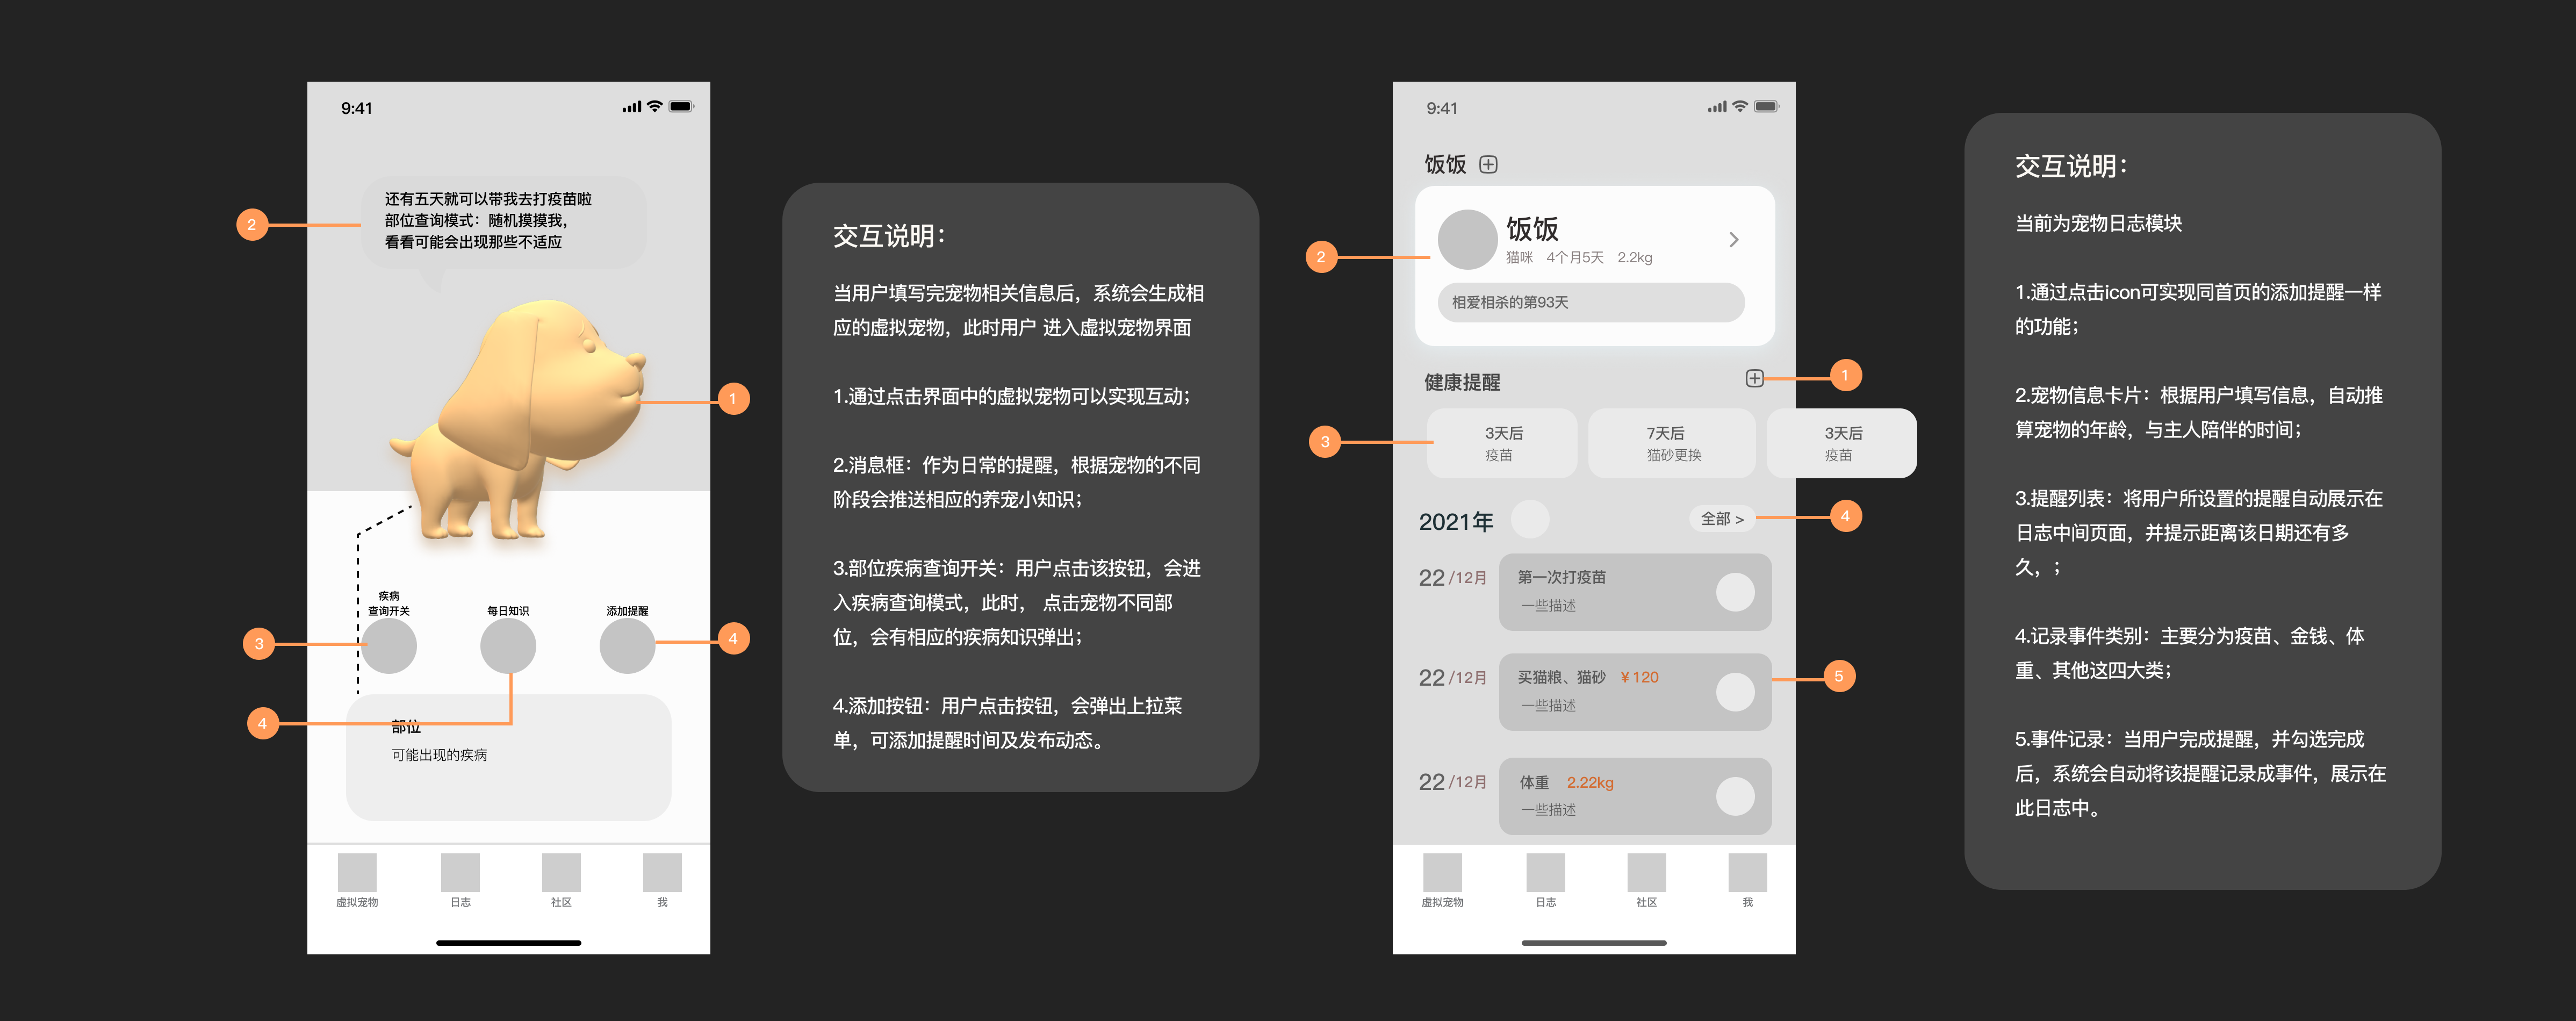 9:41
还有五天就可以带我去打疫苗啦
部位查询模式：随机摸摸我，
看看可能会出现那些不适应
2
1
疾病
查询开关
每日知识
添加提醒
3
4
4
部位
可能出现的疾病
虚拟宠物
日志
社区
我
交互说明：
当用户填写完宠物相关信息后，系统会生成相
应的虚拟宠物，此时用户 进入虚拟宠物界面
1.通过点击界面中的虚拟宠物可以实现互动；
2.消息框：作为日常的提醒，根据宠物的不同
阶段会推送相应的养宠小知识；
3.部位疾病查询开关：用户点击该按钮，会进
入疾病查询模式，此时， 点击宠物不同部
位，会有相应的疾病知识弹出；
4.添加按钮：用户点击按钮，会弹出上拉菜
单，可添加提醒时间及发布动态。
9:41
饭饭
饭饭
猫咪 4个月5天 2.2kg
2
相爱相杀的第93天
健康提醒
1
3
3天后
疫苗
7天后
猫砂更换
3天后
疫苗
2021年
全部 >
4
22 /12月
第一次打疫苗
一些描述
22 /12月
买猫粮、猫砂 ￥120
一些描述
5
22 /12月
体重 2.22kg
一些描述
虚拟宠物
日志
社区
我
交互说明：
当前为宠物日志模块
1.通过点击icon可实现同首页的添加提醒一样
的功能；
2.宠物信息卡片：根据用户填写信息，自动推
算宠物的年龄，与主人陪伴的时间；
3.提醒列表：将用户所设置的提醒自动展示在
日志中间页面，并提示距离该日期还有多
久，；
4.记录事件类别：主要分为疫苗、金钱、体
重、其他这四大类；
5.事件记录：当用户完成提醒，并勾选完成
后，系统会自动将该提醒记录成事件，展示在
此日志中。